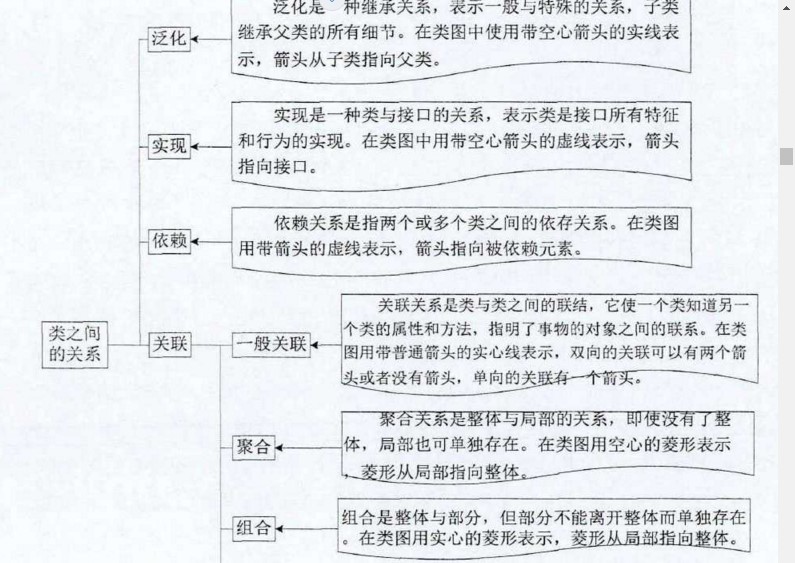 泛化是一种继承关系，表示一般与特殊的关系，子类
继承父类的所有细节。在类图中使用带空心箭头的实线表
示，箭头从子类指向父类。
泛化
实现是一种类与接口的关系，表示类是接口所有特征
和行为的实现。在类图中用带空心箭头的虚线表示，箭头
指向接口。
实现
依赖关系是指两个或多个类之间的依存关系。在类图
用带箭头的虚线表示，箭头指向被依赖元素。
依赖
类之间
的关系
关联
一般关联
关联关系是类与类之间的联结，它使一个类知道另一
个类的属性和方法，指明了事物的对象之间的联系。在类
图用带普通箭头的实心线表示，双向的关联可以有两个箭
头或者没有箭头，单向的关联有一个箭头。
聚合
聚合关系是整体与局部的关系，即使没有了整
体，局部也可单独存在。在类图用空心的菱形表示
，菱形从局部指向整体。
组合
组合是整体与部分，但部分不能离开整体而单独存在
。在类图用实心的菱形表示，菱形从局部指向整体。